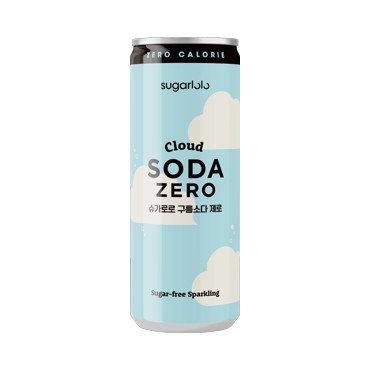 ZERO CALORIE
sugarlolo
Cloud
SODA
ZERO
슈가로로 구름소다 제로
Sugar-free Sparkling